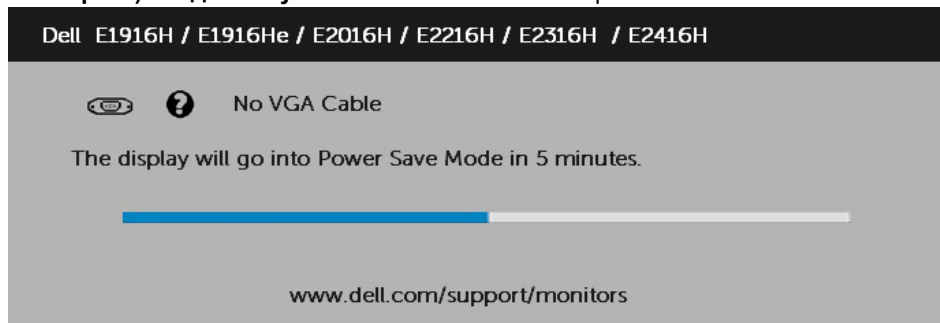 Dell E1916H / E1916He / E2016H / E2216H / E2316H / E2416H
No VGA Cable
The display will go into Power Save Mode in 5 minutes.
www.dell.com/support/monitors